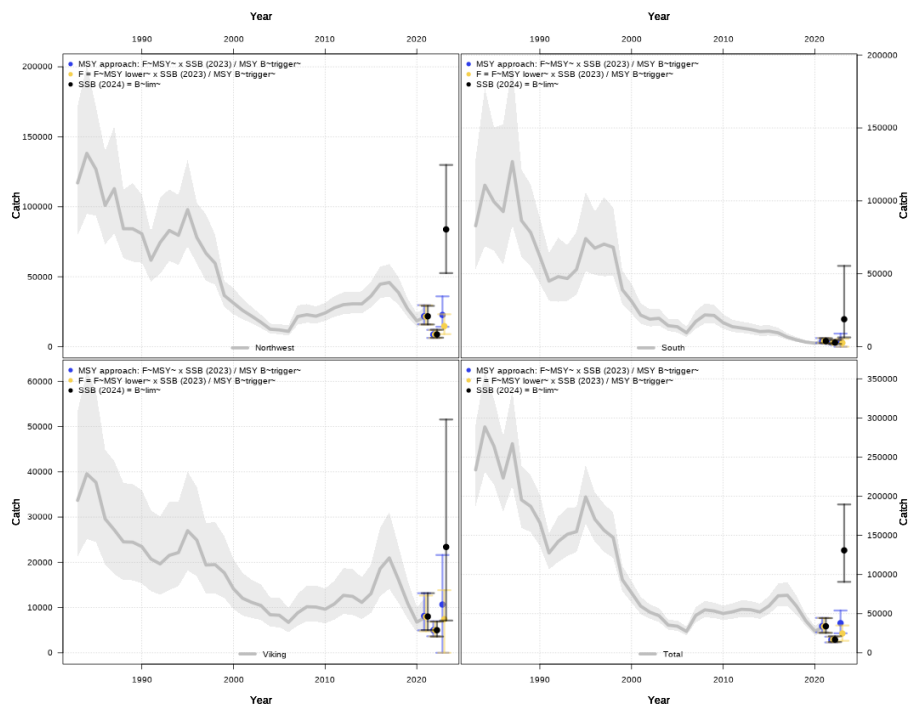 Year
Year
1990
2000
2010
2020
1990
2000
2010
2020
MSY approach: F~MSY~ x SSB (2023) / MSY B~trigger~
F = F~MSY lower~ x SSB (2023) / MSY B~trigger~
SSB (2024) = B~lim~
200000
150000
100000
50000
0
Catch
Northwest
MSY approach: F~MSY~ x SSB (2023) / MSY B~trigger~
F = F~MSY lower~ x SSB (2023) / MSY B~trigger~
SSB (2024) = B~lim~
200000
150000
100000
50000
0
Catch
South
MSY approach: F~MSY~ x SSB (2023) / MSY B~trigger~
F = F~MSY lower~ x SSB (2023) / MSY B~trigger~
SSB (2024) = B~lim~
60000
50000
40000
30000
20000
10000
0
Catch
Viking
MSY approach: F~MSY~ x SSB (2023) / MSY B~trigger~
F = F~MSY lower~ x SSB (2023) / MSY B~trigger~
SSB (2024) = B~lim~
350000
300000
250000
200000
150000
100000
50000
0
Catch
Total
1990
2000
2010
2020
1990
2000
2010
2020
Year
Year